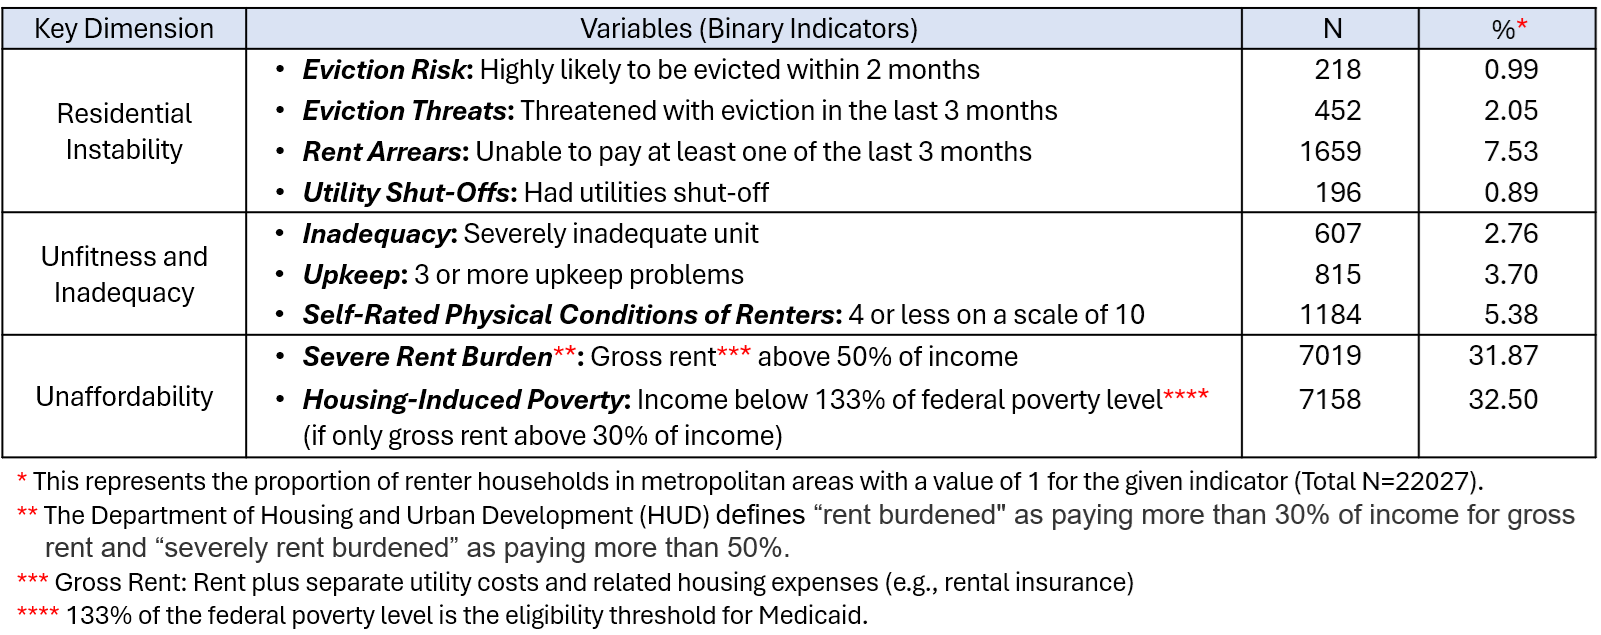 Key Dimension Variables (Binary Indicators) N %*
Residential Instability
• Eviction Risk: Highly likely to be evicted within 2 months 218 0.99
• Eviction Threats: Threatened with eviction in the last 3 months 452 2.05
• Rent Arrears: Unable to pay at least one of the last 3 months 1659 7.53
• Utility Shut-Offs: Had utilities shut-off 196 0.89
Unfitness and Inadequacy
• Inadequacy: Severely inadequate unit 607 2.76
• Upkeep: 3 or more upkeep problems 815 3.70
• Self-Rated Physical Conditions of Renters: 4 or less on a scale of 10 1184 5.38
Unaffordability
• Severe Rent Burden**: Gross rent*** above 50% of income 7019 31.87
• Housing-Induced Poverty: Income below 133% of federal poverty level**** 7158 32.50
(if only gross rent above 30% of income)
* This represents the proportion of renter households in metropolitan areas with a value of 1 for the given indicator (Total N=22027).
** The Department of Housing and Urban Development (HUD) defines “rent burdened" as paying more than 30% of income for gross
rent and “severely rent burdened” as paying more than 50%.
*** Gross Rent: Rent plus separate utility costs and related housing expenses (e.g., rental insurance)
**** 133% of the federal poverty level is the eligibility threshold for Medicaid.